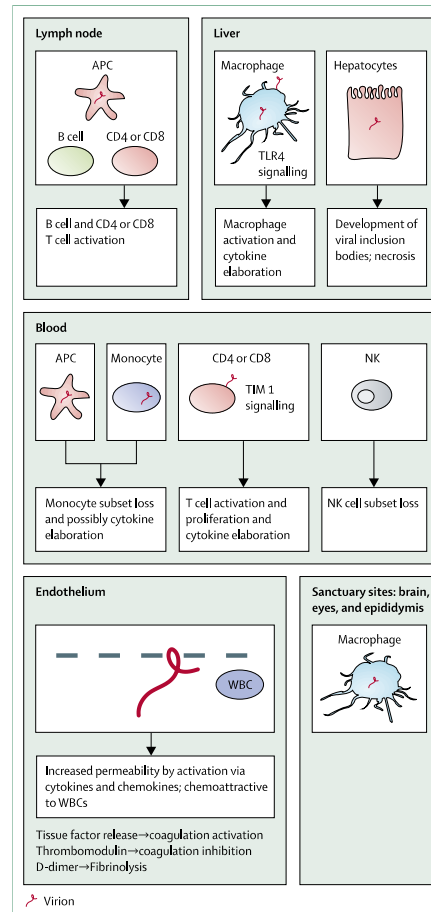 Lymph node
APC
B cell
CD4 or CD8
B cell and CD4 or CD8
T cell activation
Liver
Macrophage
TLR4
signalling
Hepatocytes
Macrophage
activation and
cytokine
elaboration
Development of
viral inclusion
bodies; necrosis
Blood
APC
Monocyte
CD4 or CD8
TIM 1
signalling
NK
Monocyte subset loss
and possibly cytokine
elaboration
T cell activation and
proliferation and
cytokine elaboration
NK cell subset loss
Endothelium
WBC
Increased permeability by activation via
cytokines and chemokines; chemoattractive
to WBCs
Tissue factor release→coagulation activation
Thrombomodulin→coagulation inhibition
D-dimer→Fibrinolysis
Sanctuary sites: brain,
eyes, and epididymis
Macrophage
Virion